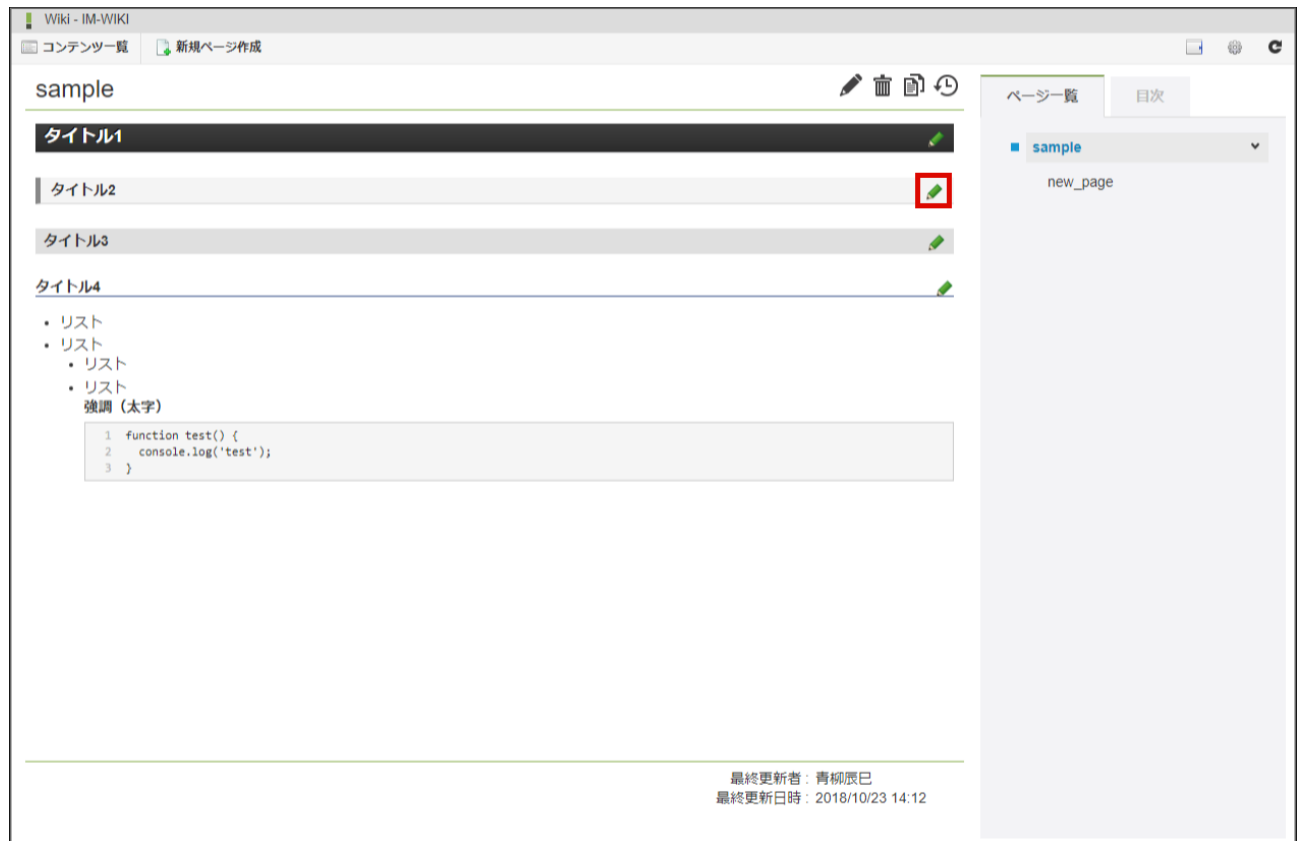 Wiki - IM-WIKI
コンテンツ一覧 新規ページ作成
sample
ページ一覧 目次
タイトル1
sample
タイトル2
new_page
タイトル3
タイトル4
• リスト
• リスト
• リスト
• リスト
強調（太字）
1 function test() {
2 console.log('test');
3 }
最終更新者 : 青柳辰巳
最終更新日時 : 2018/10/23 14:12